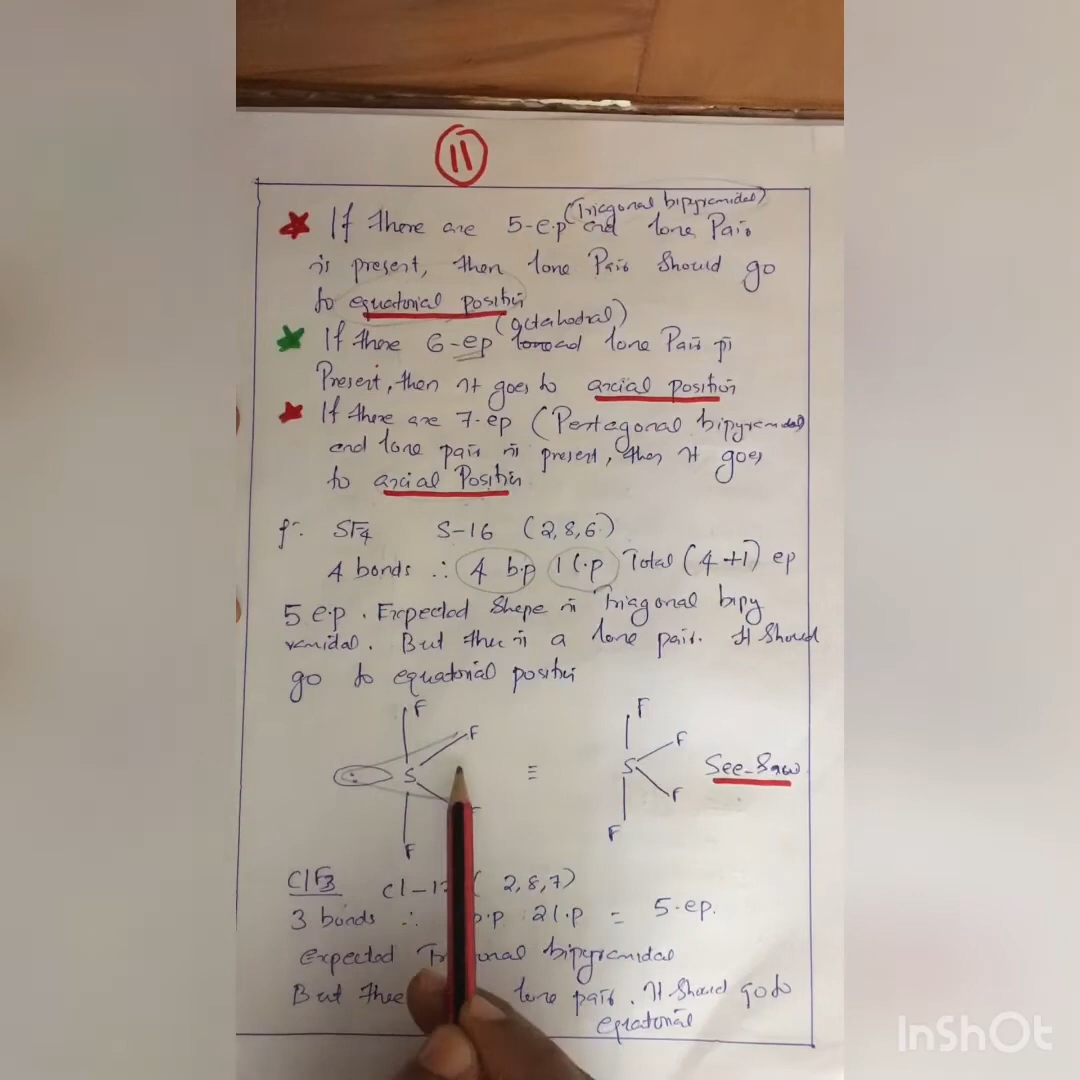 11
(Triagonal bipyramidal)
★ If there are 5-e.p and lone Pair
is present, then lone Pair should go
to equatorial position
(octahedral)
★ If there 6-ep and lone Pair is
Present, then it goes to axial position
★ If there are 7-ep (Pentagonal bipyramidal
and lone pair is present, then it goes
to axial Position
SF4 S-16 (2,8,6)
4 bonds ∴ 4 b.p 1 l.p Total (4+1) ep
5 e.p. Expected Shape is Triagonal bipy
ramidal. But there is a lone pair. It should
go to equatorial position
F F
F F
S ≡ S See-Saw
F F
F F
ClF3 Cl-17 (2,8,7)
3 bonds ∴ b.p 2l.p = 5-ep.
Expected bipyramidal
But lone pair. It should go to
equatorial
InShOt